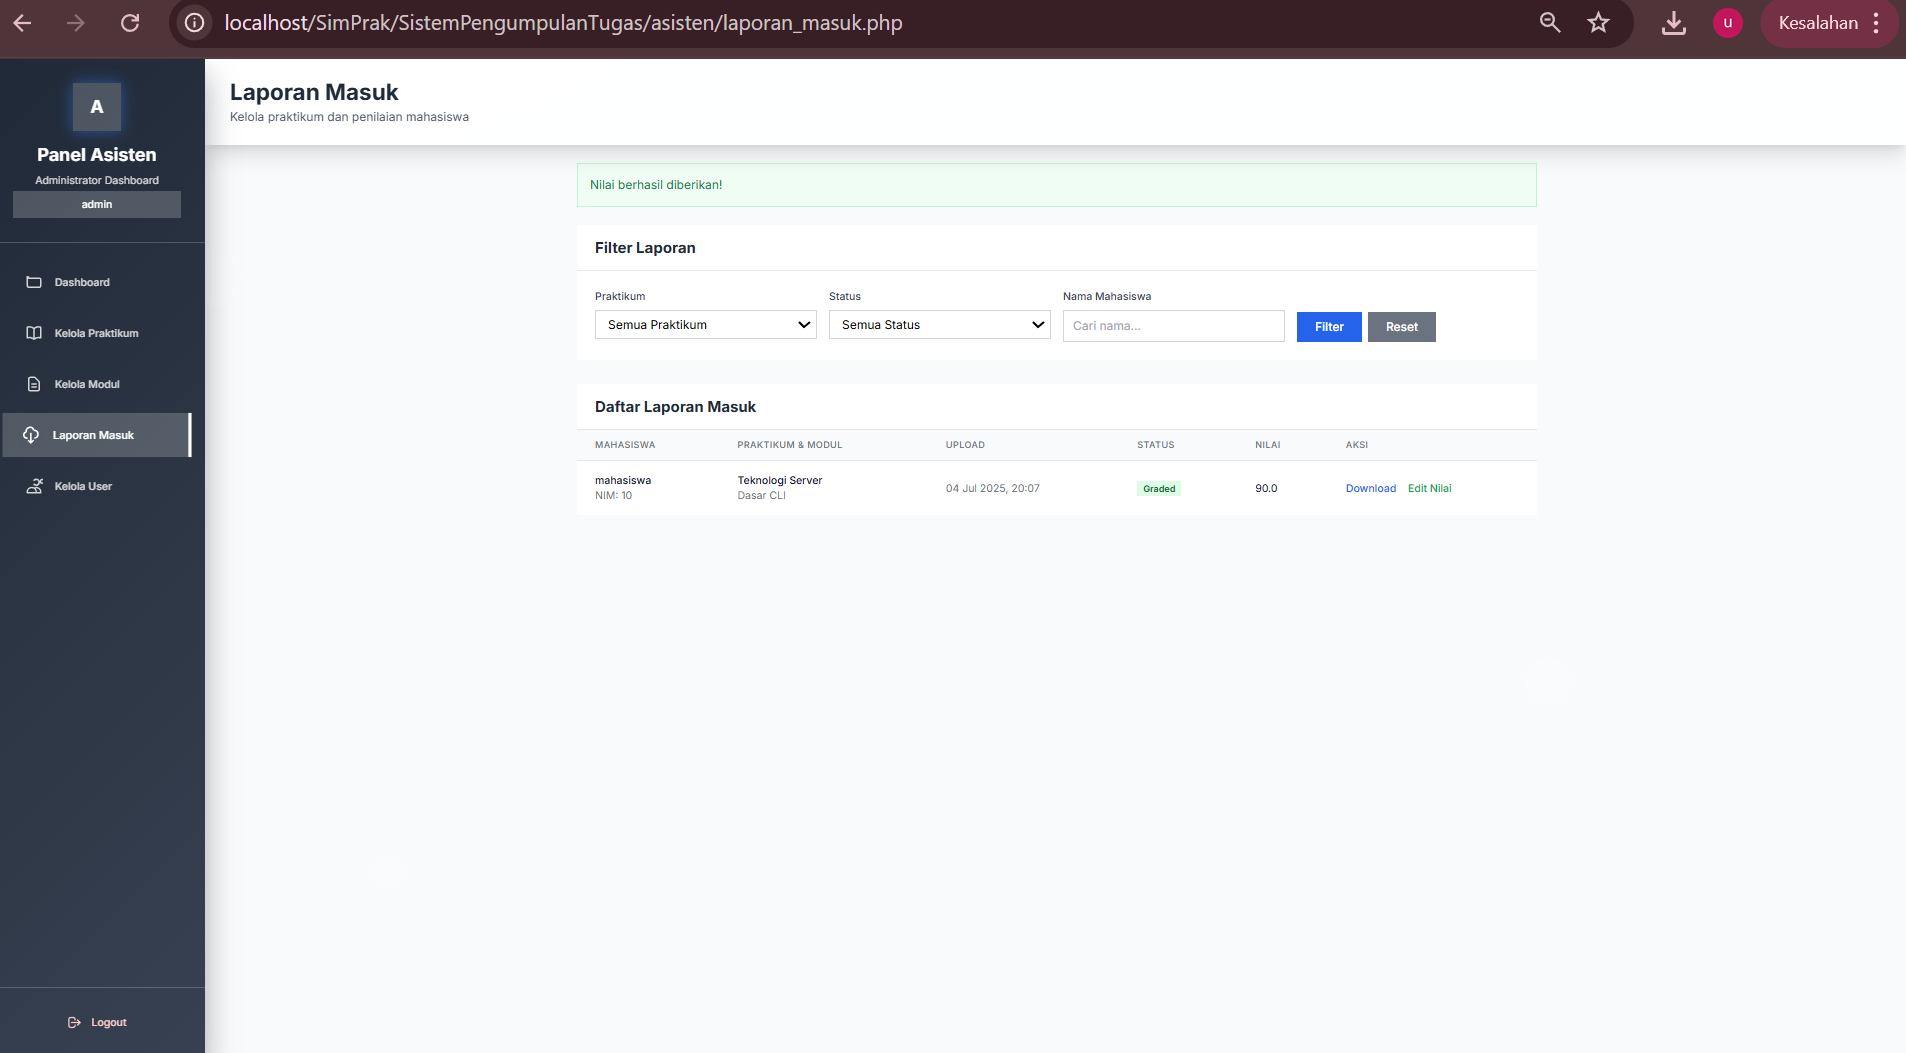 localhost/SimPrak/SistemPengumpulanTugas/asisten/laporan_masuk.php
u
Kesalahan
A
Panel Asisten
Administrator Dashboard
admin
Dashboard
Kelola Praktikum
Kelola Modul
Laporan Masuk
Kelola User
Logout
Laporan Masuk
Kelola praktikum dan penilaian mahasiswa
Nilai berhasil diberikan!
Filter Laporan
Praktikum Status Nama Mahasiswa
Semua Praktikum Semua Status Cari nama... Filter Reset
Daftar Laporan Masuk
MAHASISWA PRAKTIKUM & MODUL UPLOAD STATUS NILAI AKSI
mahasiswa Teknologi Server
NIM: 10 Dasar CLI
04 Jul 2025, 20:07 Graded 90.0 Download Edit Nilai